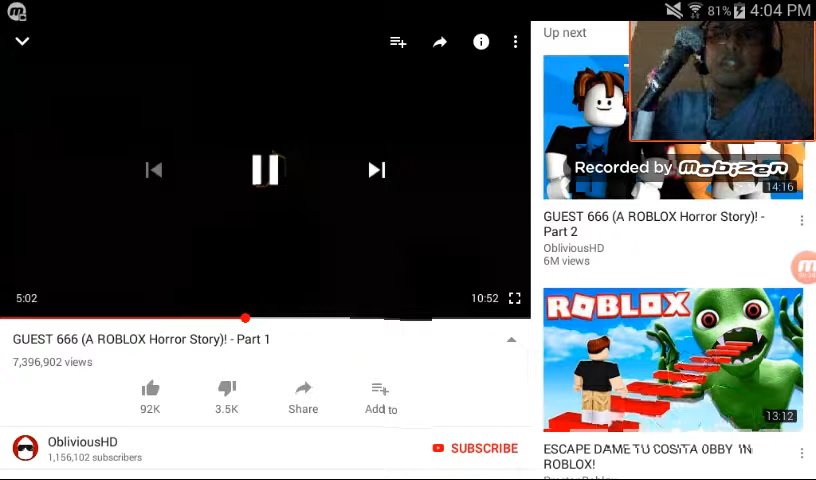 81% 4:04 PM
Up next
Recorded by mobizen
14:16
5:02
10:52
GUEST 666 (A ROBLOX Horror Story)! - Part 1
7,396,902 views
92K
3.5K
Share
Add to
ObliviousHD
1,156,102 subscribers
SUBSCRIBE
GUEST 666 (A ROBLOX Horror Story)! -
Part 2
ObliviousHD
6M views
ROBLOX
13:12
ESCAPE DAME TU COSITA OBBY IN
ROBLOX!